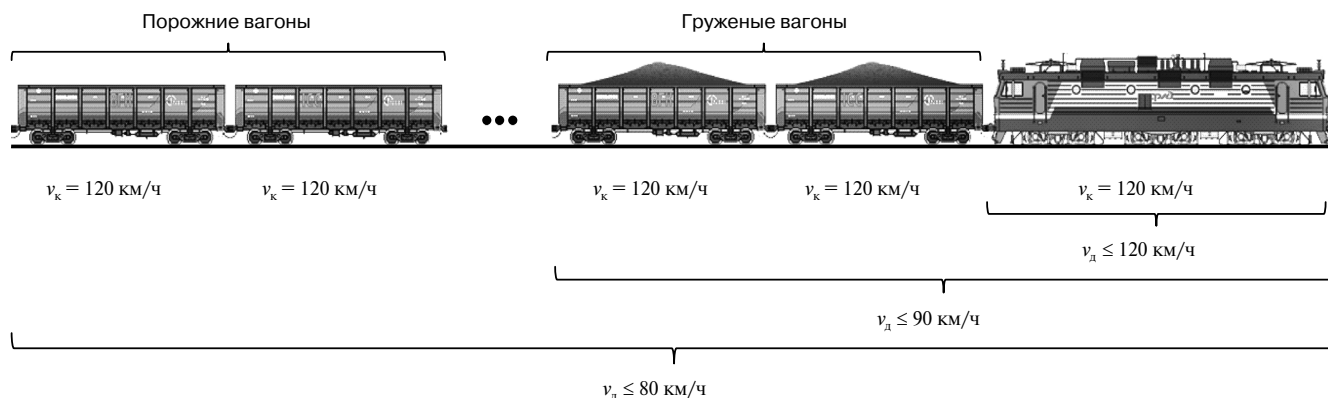 Порожние вагоны
Груженые вагоны
vк = 120 км/ч
vк = 120 км/ч
vк = 120 км/ч
vк = 120 км/ч
vк = 120 км/ч
vд ≤ 120 км/ч
vд ≤ 90 км/ч
vд ≤ 80 км/ч